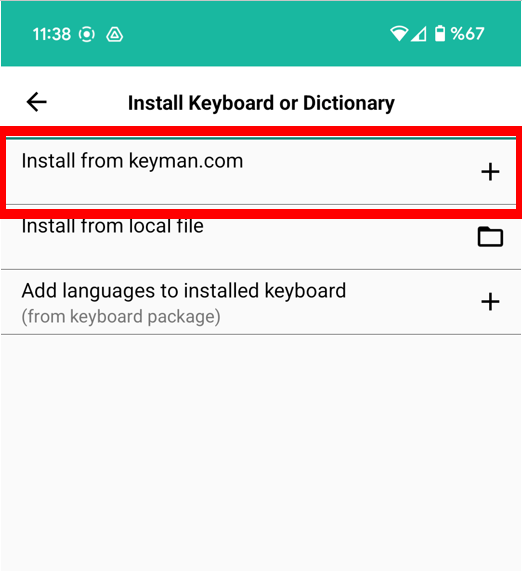 11:38 %67
Install Keyboard or Dictionary
Install from keyman.com
Install from local file
Add languages to installed keyboard
(from keyboard package)